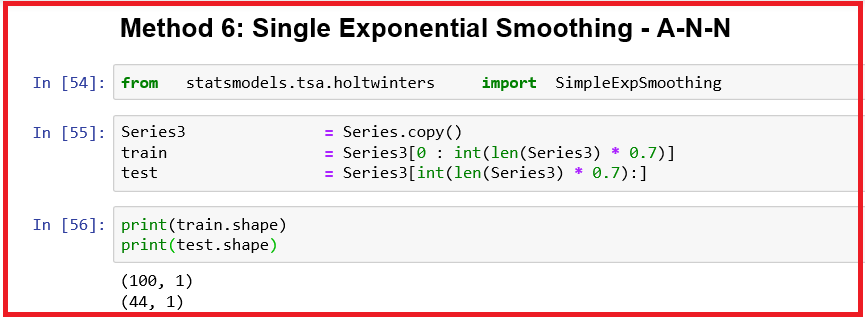 Method 6: Single Exponential Smoothing - A-N-N
In [54]: from statsmodels.tsa.holtwinters import SimpleExpSmoothing
In [55]: Series3 = Series.copy()
train = Series3[0 : int(len(Series3) * 0.7)]
test = Series3[int(len(Series3) * 0.7):]
In [56]: print(train.shape)
print(test.shape)
(100, 1)
(44, 1)